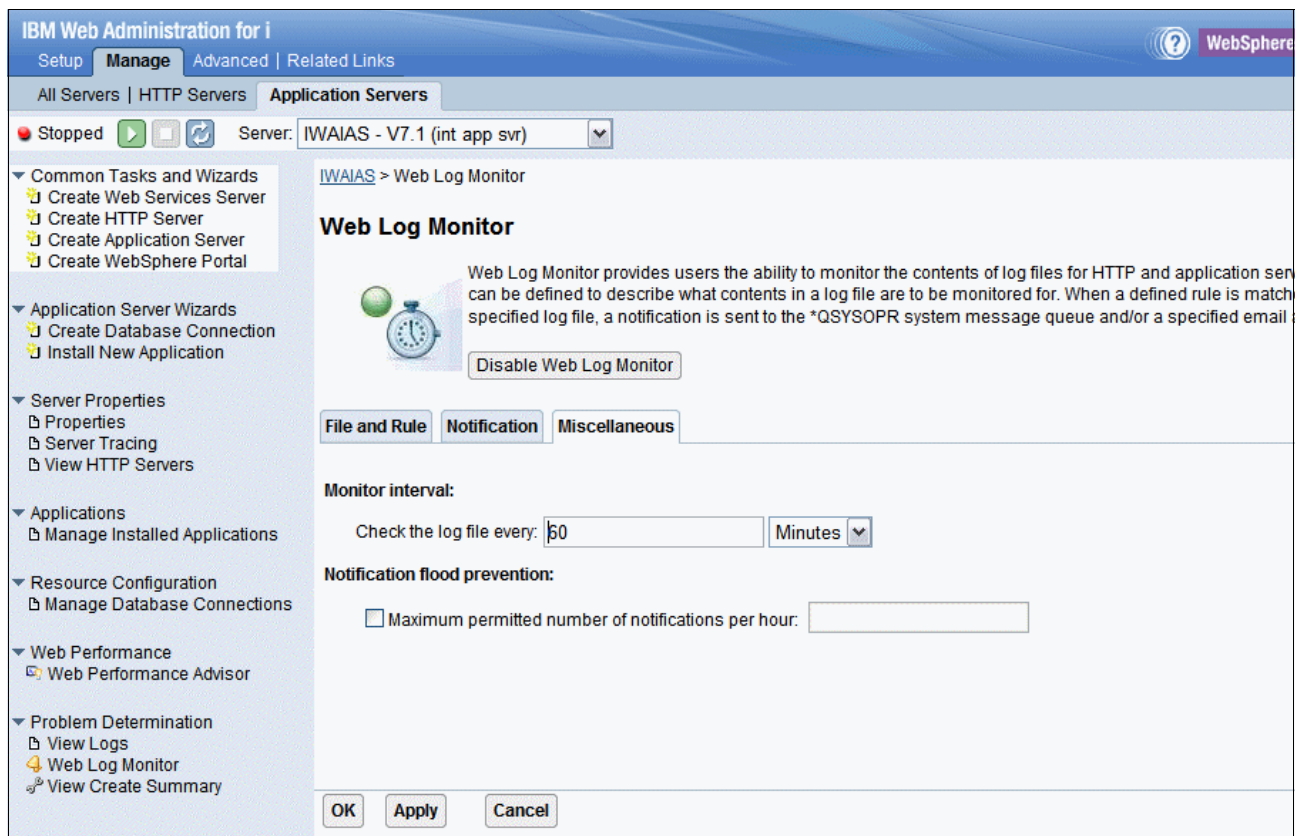 IBM Web Administration for i
WebSphere
Setup Manage Advanced | Related Links
All Servers | HTTP Servers Application Servers
Stopped Server: IWAIAS - V7.1 (int app svr)
Common Tasks and Wizards
Create Web Services Server
Create HTTP Server
Create Application Server
Create WebSphere Portal
Application Server Wizards
Create Database Connection
Install New Application
Server Properties
Properties
Server Tracing
View HTTP Servers
Applications
Manage Installed Applications
Resource Configuration
Manage Database Connections
Web Performance
Web Performance Advisor
Problem Determination
View Logs
Web Log Monitor
View Create Summary
IWAIAS > Web Log Monitor
Web Log Monitor
Web Log Monitor provides users the ability to monitor the contents of log files for HTTP and application serv
can be defined to describe what contents in a log file are to be monitored for. When a defined rule is match
specified log file, a notification is sent to the *QSYSOPR system message queue and/or a specified email
Disable Web Log Monitor
File and Rule Notification Miscellaneous
Monitor interval:
Check the log file every: 60 Minutes
Notification flood prevention:
Maximum permitted number of notifications per hour:
OK Apply Cancel